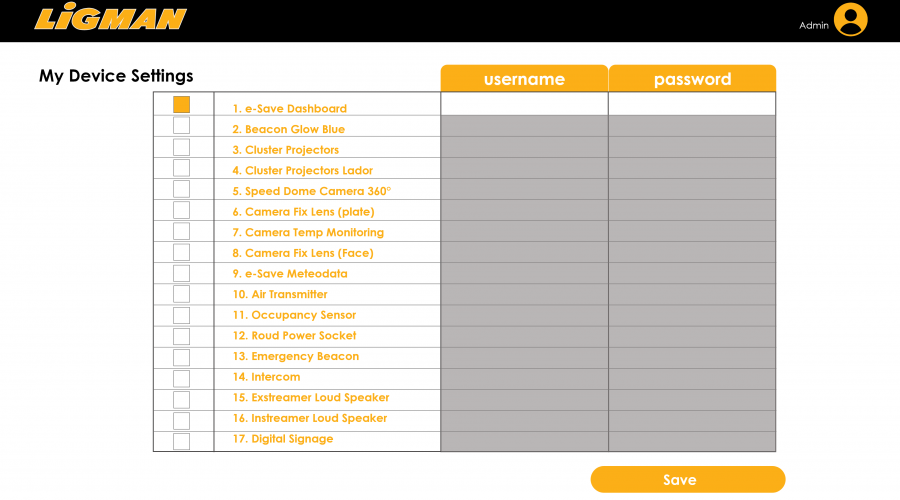 LiGMAN
Admin
My Device Settings
username password
1. e-Save Dashboard
2. Beacon Glow Blue
3. Cluster Projectors
4. Cluster Projectors Lador
5. Speed Dome Camera 360°
6. Camera Fix Lens (plate)
7. Camera Temp Monitoring
8. Camera Fix Lens (Face)
9. e-Save Meteodata
10. Air Transmitter
11. Occupancy Sensor
12. Roud Power Socket
13. Emergency Beacon
14. Intercom
15. Exstreamer Loud Speaker
16. Instreamer Loud Speaker
17. Digital Signage
Save